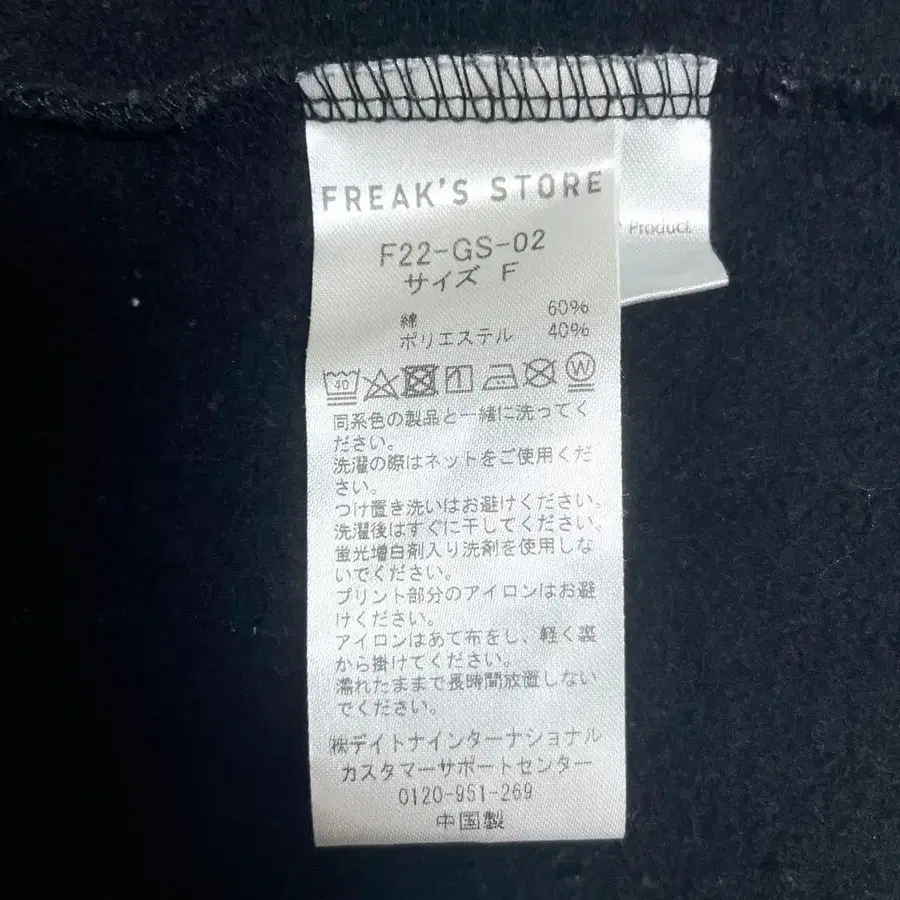 FREAK'S STORE
Product
F22-GS-02
サイズ F
綿 60%
ポリエステル 40%
40
W
同系色の製品と一緒に洗ってく
ださい。
洗濯の際はネットをご使用くだ
さい。
つけ置き洗いはお避けください。
洗濯後はすぐに干してください。
蛍光増白剤入り洗剤を使用しな
いでください。
プリント部分のアイロンはお避
けください。
アイロンはあて布をし、軽く裏
から掛けてください。
濡れたままで長時間放置しない
でください。
㈱デイトナインターナショナル
カスタマーサポートセンター
0120-951-269
中国製